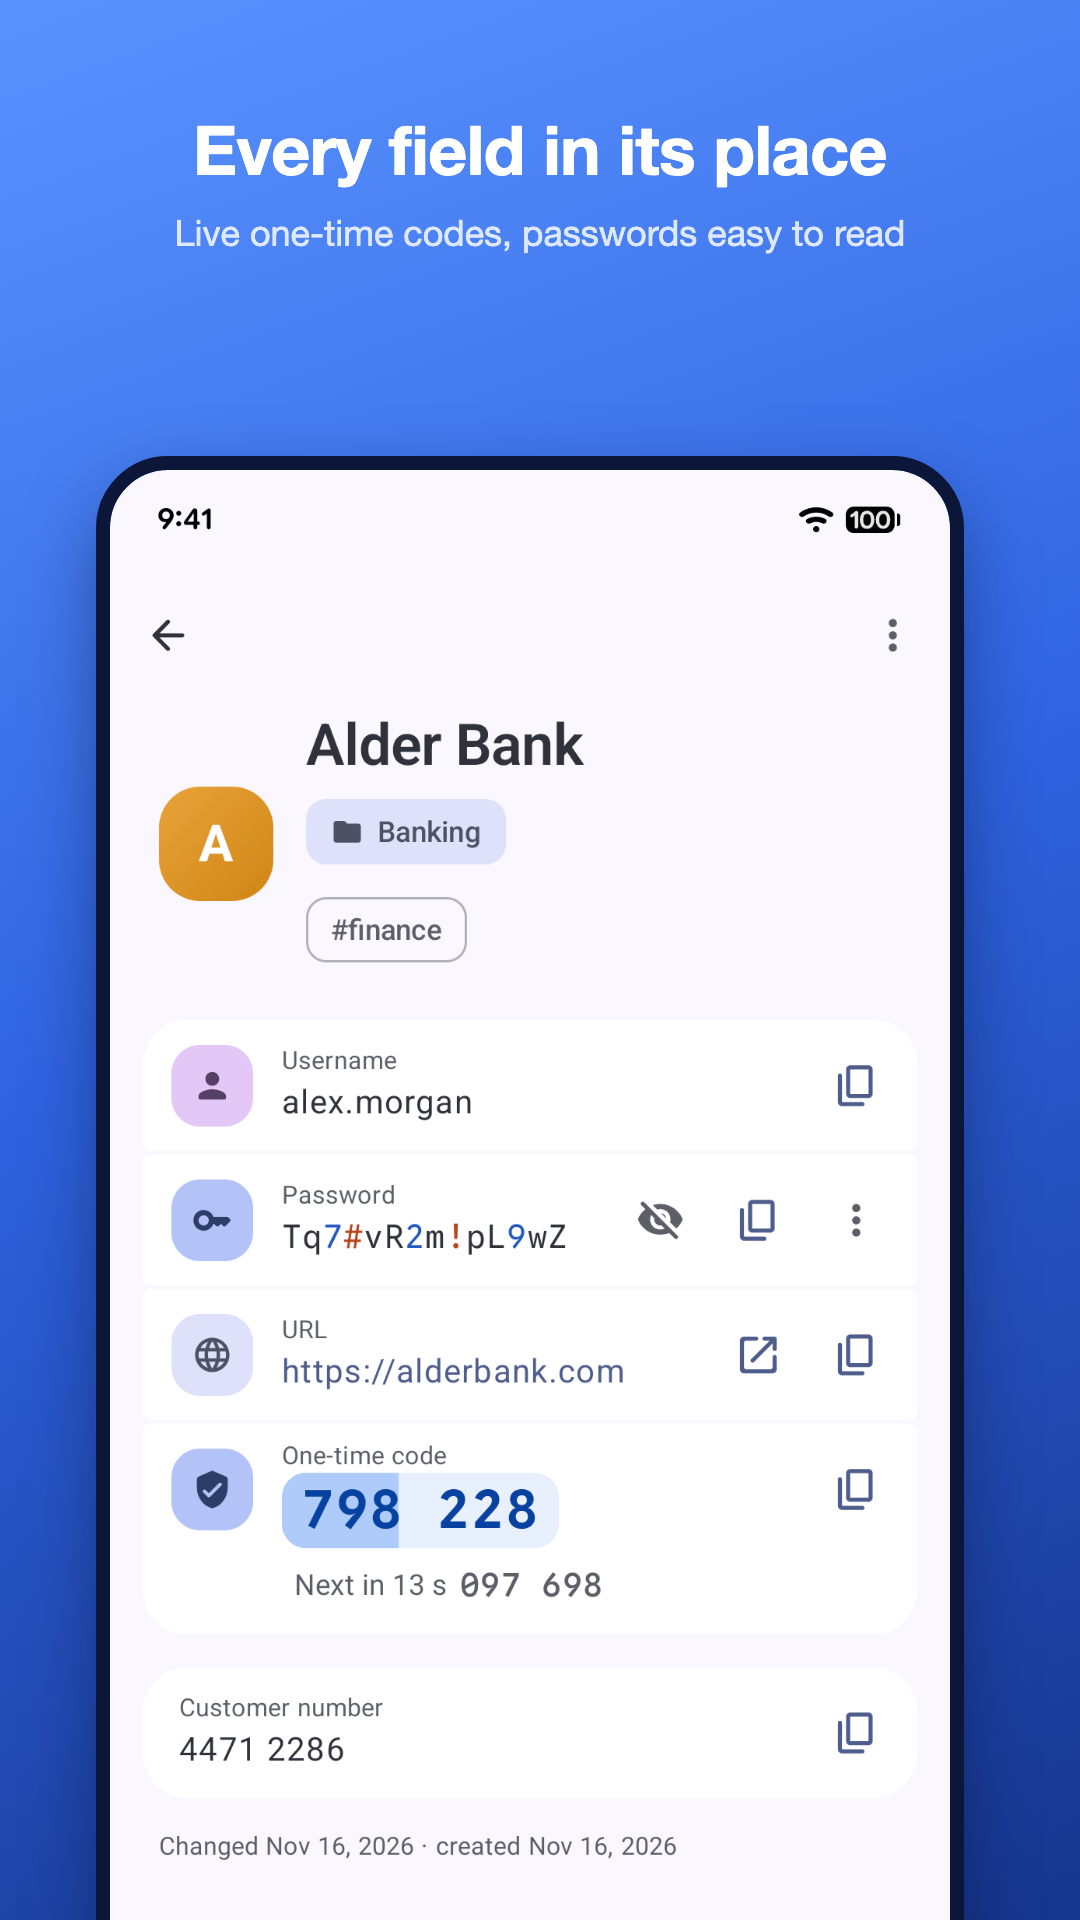 Every field in its place
Live one-time codes, passwords easy to read
9:41
100
Alder Bank
A
Banking
#finance
Username
alex.morgan
Password
Tq7#vR2m!pL9wZ
URL
https://alderbank.com
One-time code
798 228
Next in 13 s 097 698
Customer number
4471 2286
Changed Nov 16, 2026 · created Nov 16, 2026